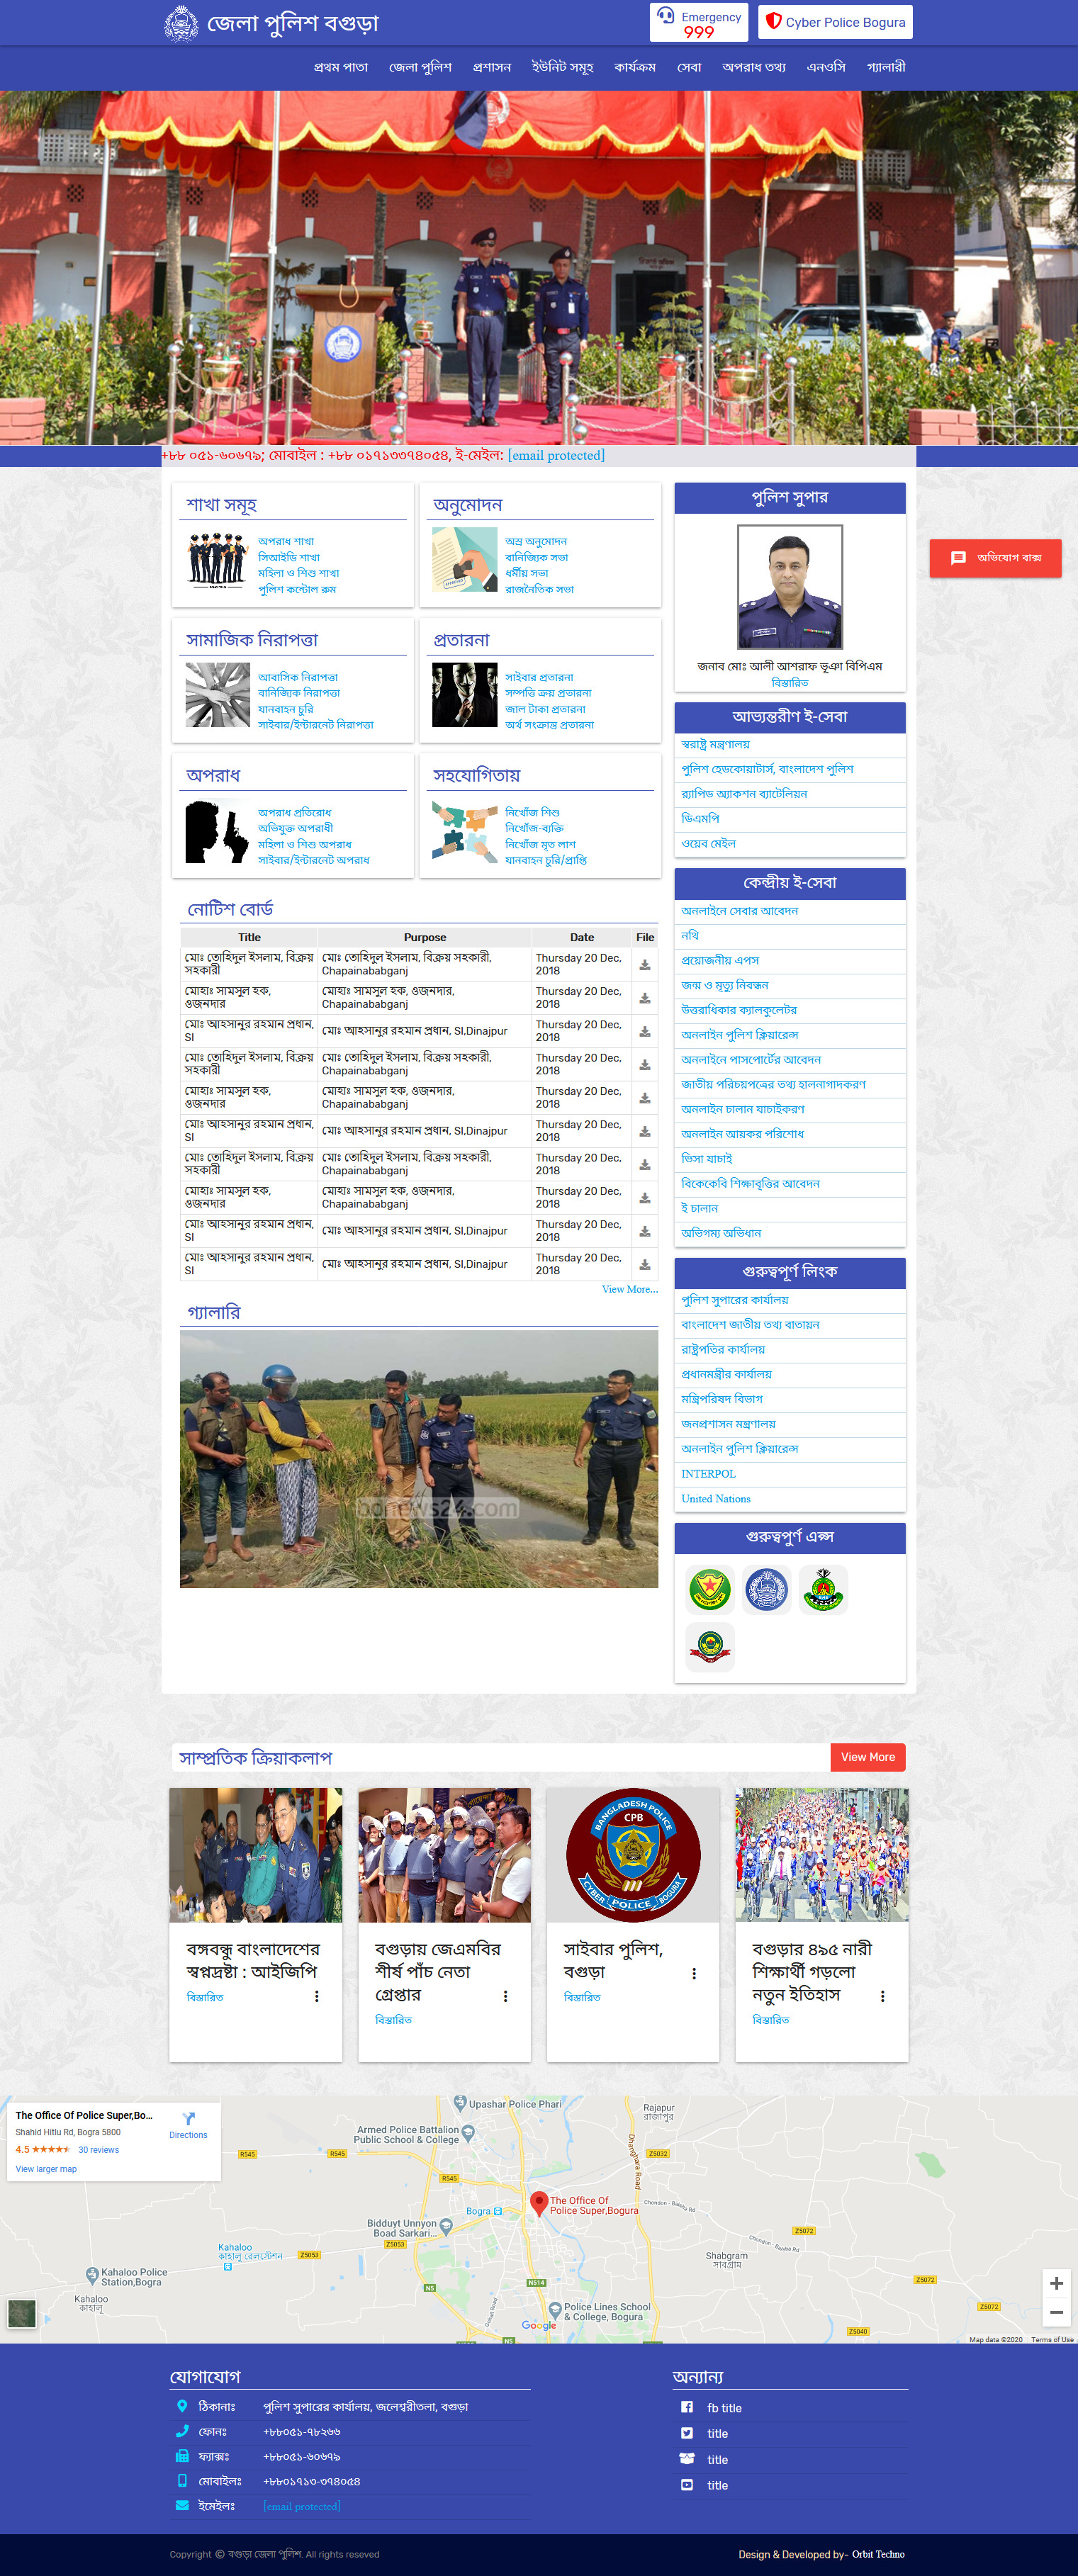 জেলা পুলিশ বগুড়া
Emergency
999
Cyber Police Bogura
প্রথম পাতা জেলা পুলিশ প্রশাসন ইউনিট সমূহ কার্যক্রম সেবা অপরাধ তথ্য এনওসি গ্যালারী
+৮৮ ০৫১-৬০৬৭৯; মোবাইল : +৮৮ ০১৭১৩৩৭৪০৫৪, ই-মেইল: [email protected]
শাখা সমূহ
অপরাধ শাখা
সিআইডি শাখা
মহিলা ও শিশু শাখা
পুলিশ কন্টোল রুম
অনুমোদন
অস্র অনুমোদন
বানিজ্যিক সভা
ধর্মীয় সভা
রাজনৈতিক সভা
সামাজিক নিরাপত্তা
আবাসিক নিরাপত্তা
বানিজ্যিক নিরাপত্তা
যানবাহন চুরি
সাইবার/ইন্টারনেট নিরাপত্তা
প্রতারনা
সাইবার প্রতারনা
সম্পত্তি ক্রয় প্রতারনা
জাল টাকা প্রতারনা
অর্থ সংক্রান্ত প্রতারনা
অপরাধ
অপরাধ প্রতিরোধ
অভিযুক্ত অপরাধী
মহিলা ও শিশু অপরাধ
সাইবার/ইন্টারনেট অপরাধ
সহযোগিতায়
নিখোঁজ শিশু
নিখোঁজ-ব্যক্তি
নিখোঁজ মৃত লাশ
যানবাহন চুরি/প্রাপ্তি
নোটিশ বোর্ড
Title Purpose Date File
মোঃ তোহিদুল ইসলাম, বিক্রয় সহকারী মোঃ তোহিদুল ইসলাম, বিক্রয় সহকারী, Chapainababganj Thursday 20 Dec, 2018
মোহাঃ সামসুল হক, ওজনদার মোহাঃ সামসুল হক, ওজনদার, Chapainababganj Thursday 20 Dec, 2018
মোঃ আহসানুর রহমান প্রধান, SI মোঃ আহসানুর রহমান প্রধান, SI,Dinajpur Thursday 20 Dec, 2018
মোঃ তোহিদুল ইসলাম, বিক্রয় সহকারী মোঃ তোহিদুল ইসলাম, বিক্রয় সহকারী, Chapainababganj Thursday 20 Dec, 2018
মোহাঃ সামসুল হক, ওজনদার মোহাঃ সামসুল হক, ওজনদার, Chapainababganj Thursday 20 Dec, 2018
মোঃ আহসানুর রহমান প্রধান, SI মোঃ আহসানুর রহমান প্রধান, SI,Dinajpur Thursday 20 Dec, 2018
মোঃ তোহিদুল ইসলাম, বিক্রয় সহকারী মোঃ তোহিদুল ইসলাম, বিক্রয় সহকারী, Chapainababganj Thursday 20 Dec, 2018
মোহাঃ সামসুল হক, ওজনদার মোহাঃ সামসুল হক, ওজনদার, Chapainababganj Thursday 20 Dec, 2018
মোঃ আহসানুর রহমান প্রধান, SI মোঃ আহসানুর রহমান প্রধান, SI,Dinajpur Thursday 20 Dec, 2018
মোঃ আহসানুর রহমান প্রধান, SI মোঃ আহসানুর রহমান প্রধান, SI,Dinajpur Thursday 20 Dec, 2018
View More...
গ্যালারি
bdnews24.com
পুলিশ সুপার
জনাব মোঃ আলী আশরাফ ভূঞা বিপিএম
বিস্তারিত
অভিযোগ বাক্স
আভ্যন্তরীণ ই-সেবা
স্বরাষ্ট্র মন্ত্রণালয়
পুলিশ হেডকোয়াটার্স, বাংলাদেশ পুলিশ
র‍্যাপিড অ্যাকশন ব্যাটেলিয়ন
ডিএমপি
ওয়েব মেইল
কেন্দ্রীয় ই-সেবা
অনলাইনে সেবার আবেদন
নথি
প্রয়োজনীয় এপস
জন্ম ও মৃত্যু নিবন্ধন
উত্তরাধিকার ক্যালকুলেটর
অনলাইন পুলিশ ক্লিয়ারেন্স
অনলাইনে পাসপোর্টের আবেদন
জাতীয় পরিচয়পত্রের তথ্য হালনাগাদকরণ
অনলাইন চালান যাচাইকরণ
অনলাইন আয়কর পরিশোধ
ভিসা যাচাই
বিকেকেবি শিক্ষাবৃত্তির আবেদন
ই চালান
অভিগম্য অভিধান
গুরুত্বপূর্ণ লিংক
পুলিশ সুপারের কার্যালয়
বাংলাদেশ জাতীয় তথ্য বাতায়ন
রাষ্ট্রপতির কার্যালয়
প্রধানমন্ত্রীর কার্যালয়
মন্ত্রিপরিষদ বিভাগ
জনপ্রশাসন মন্ত্রণালয়
অনলাইন পুলিশ ক্লিয়ারেন্স
INTERPOL
United Nations
গুরুত্বপুর্ণ এপ্স
সাম্প্রতিক ক্রিয়াকলাপ
View More
বঙ্গবন্ধু বাংলাদেশের স্বপ্নদ্রষ্টা : আইজিপি
বিস্তারিত
বগুড়ায় জেএমবির শীর্ষ পাঁচ নেতা গ্রেপ্তার
বিস্তারিত
BANGLADESH POLICE
CPB
CYBER POLICE BOGURA
সাইবার পুলিশ, বগুড়া
বিস্তারিত
বগুড়ার ৪৯৫ নারী শিক্ষার্থী গড়লো নতুন ইতিহাস
বিস্তারিত
The Office Of Police Super,Bo...
Shahid Hitlu Rd, Bogra 5800
Directions
4.5 30 reviews
View larger map
Upashar Police Phari
Armed Police Battalion
Public School & College
Rajapur
রাজাপুর
R545 R545 Z5032
R545
Dhangara Road
The Office Of
Police Super,Bogura
Bogra
Chondon - Baisha Rd
Bidduyt Unnyon
Boad Sarkari...
Z5053 Z5053
Z5072
Kahaloo
কাহালু রেলস্টেশন
Shabgram
সাবগ্রাম
Kahaloo Police
Station,Bogra
Kahaloo
কাহালু
N5 N514 Z5072
Police Lines School
& College, Bogura
Z5072
Google
N5 Z5040
Map data ©2020 Terms of Use
যোগাযোগ
ঠিকানাঃ পুলিশ সুপারের কার্যালয়, জলেশ্বরীতলা, বগুড়া
ফোনঃ +৮৮০৫১-৭৮২৬৬
ফ্যাক্সঃ +৮৮০৫১-৬০৬৭৯
মোবাইলঃ +৮৮০১৭১৩-৩৭৪০৫৪
ইমেইলঃ [email protected]
অন্যান্য
fb title
title
title
title
Copyright © বগুড়া জেলা পুলিশ. All rights reseved
Design & Developed by- Orbit Techno